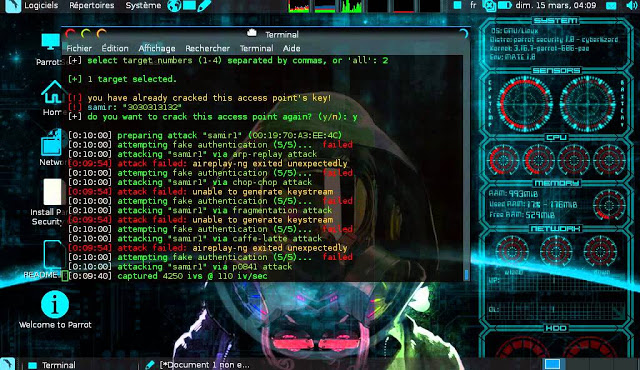 Logiciels Répertoires Système
fr dim. 15 mars, 04:09
Terminal
Fichier Édition Affichage Rechercher Terminal Aide
[+] select target numbers (1-4) separated by commas, or 'all': 2
[+] 1 target selected.
[!] you have already cracked this access point's key!
[!] samir: "3030313132"
[+] do you want to crack this access point again? (y/n): y
[0:10:00] preparing attack "samir1" (00:19:70:A3:EE:4C)
[0:10:00] attempting fake authentication (5/5)... failed
[0:10:00] attacking "samir1" via arp-replay attack
[0:09:54] attack failed: aireplay-ng exited unexpectedly
[0:10:00] attempting fake authentication (5/5)... failed
[0:10:00] attacking "samir1" via chop-chop attack
[0:09:54] attack failed: unable to generate keystream
[0:10:00] attempting fake authentication (5/5)... failed
[0:10:00] attacking "samir1" via fragmentation attack
[0:09:54] attack failed: unable to generate keystream
[0:10:00] attempting fake authentication (5/5)... failed
[0:10:00] attacking "samir1" via caffe-latte attack
[0:09:54] attack failed: aireplay-ng exited unexpectedly
[0:10:00] attempting fake authentication (5/5)... failed
[0:10:00] attacking "samir1" via p0841 attack
[0:09:40] captured 4250 ivs @ 110 iv/sec
Parrot
Hom
Netwo
Install P
Security
README
Welcome to Parrot
SYSTEM
OS: GNU/Linux
Distro: parrot security 1.8 - cyberlizard
Kernel: 3.16.7-parrot-686-pae
Env: MATE 1.8
SENSORS
BATTERY
CPU
MEMORY
RAM: 993MiB
Used RAM: 17% - 176MiB
Free RAM: 529MiB
NETWORK
UP:
DL:
HDD
Terminal
[*Document 1 non e...